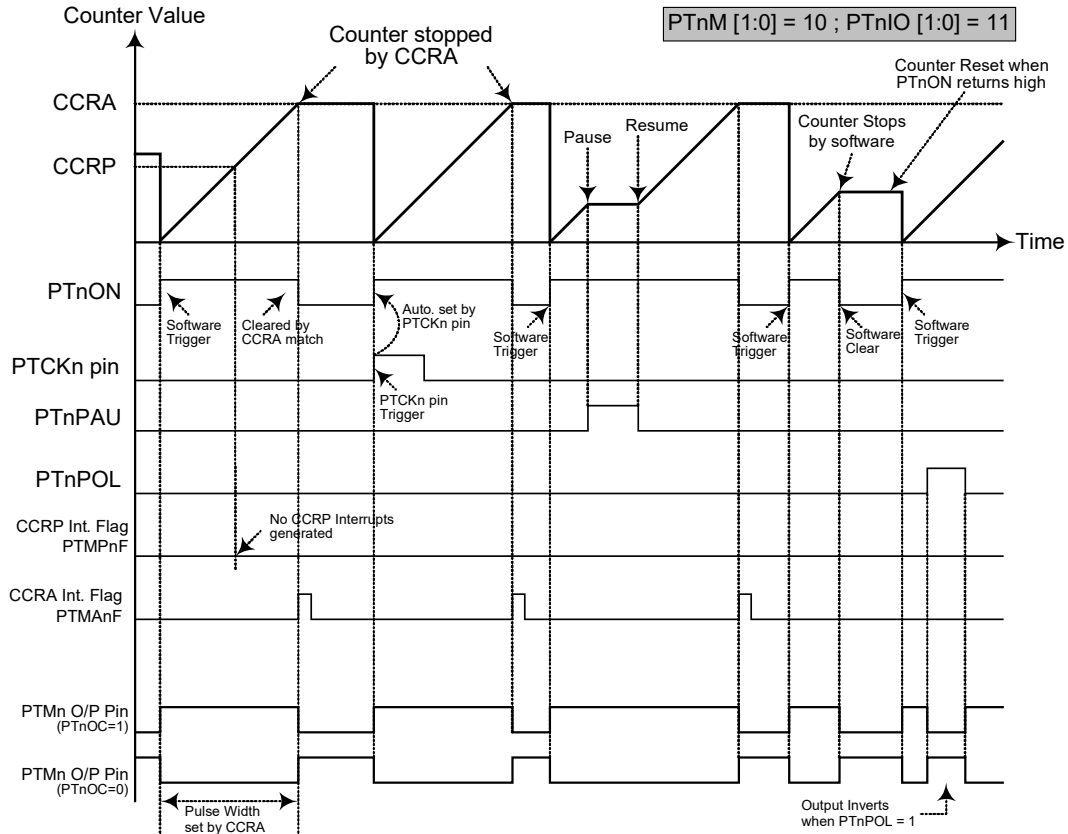 Counter Value
PTnM [1:0] = 10 ; PTnIO [1:0] = 11
Counter stopped
by CCRA
Counter Reset when
PTnON returns high
CCRA
Pause
Resume
Counter Stops
by software
CCRP
Time
PTnON
Software
Trigger
Cleared by
CCRA match
Auto. set by
PTCKn pin
Software
Trigger
Software
Trigger
Software
Clear
Software
Trigger
PTCKn pin
PTCKn pin
Trigger
PTnPAU
PTnPOL
No CCRP Interrupts
generated
CCRP Int. Flag
PTMPnF
CCRA Int. Flag
PTMAnF
PTMn O/P Pin
(PTnOC=1)
PTMn O/P Pin
(PTnOC=0)
Pulse Width
set by CCRA
Output Inverts
when PTnPOL = 1